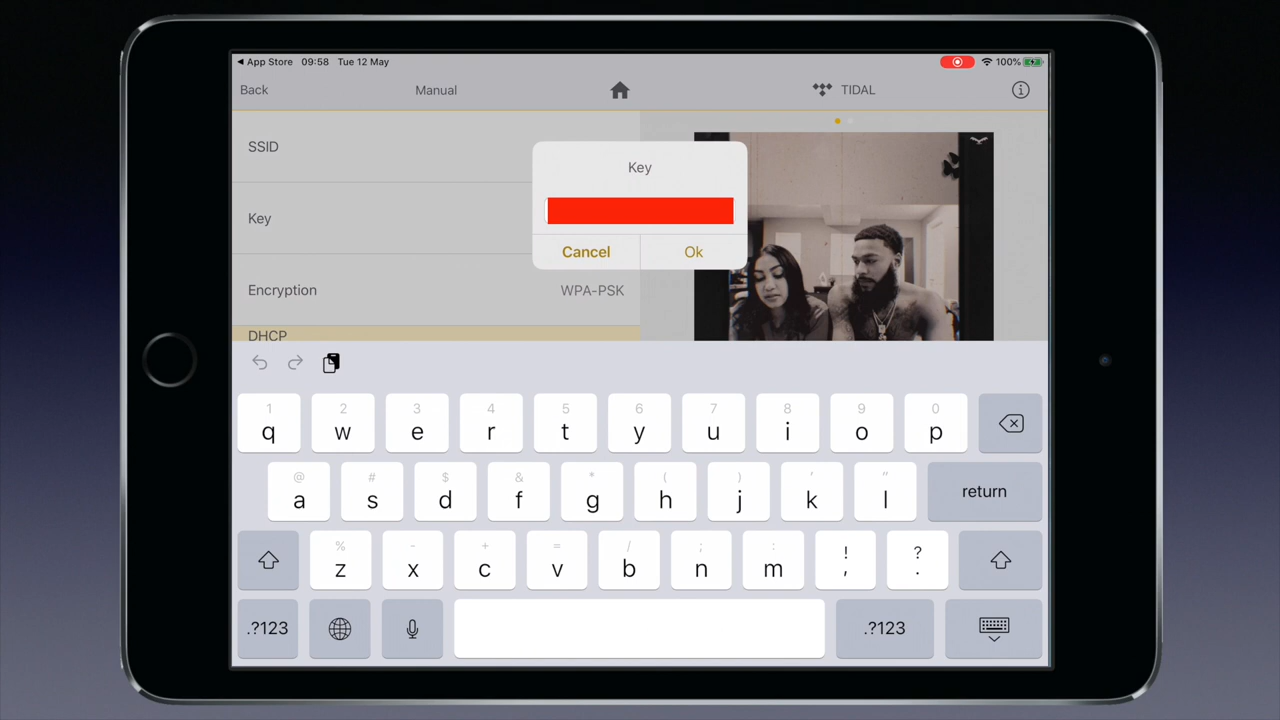 App Store 09:58 Tue 12 May 100%
Back Manual TIDAL
SSID
Key
Key
Cancel Ok
Encryption WPA-PSK
DHCP
1 2 3 4 5 6 7 8 9 0
q w e r t y u i o p
@ # $ & * ( ) ' "
a s d f g h j k l return
% - + = / ; : ! ?
z x c v b n m , .
.?123 .?123